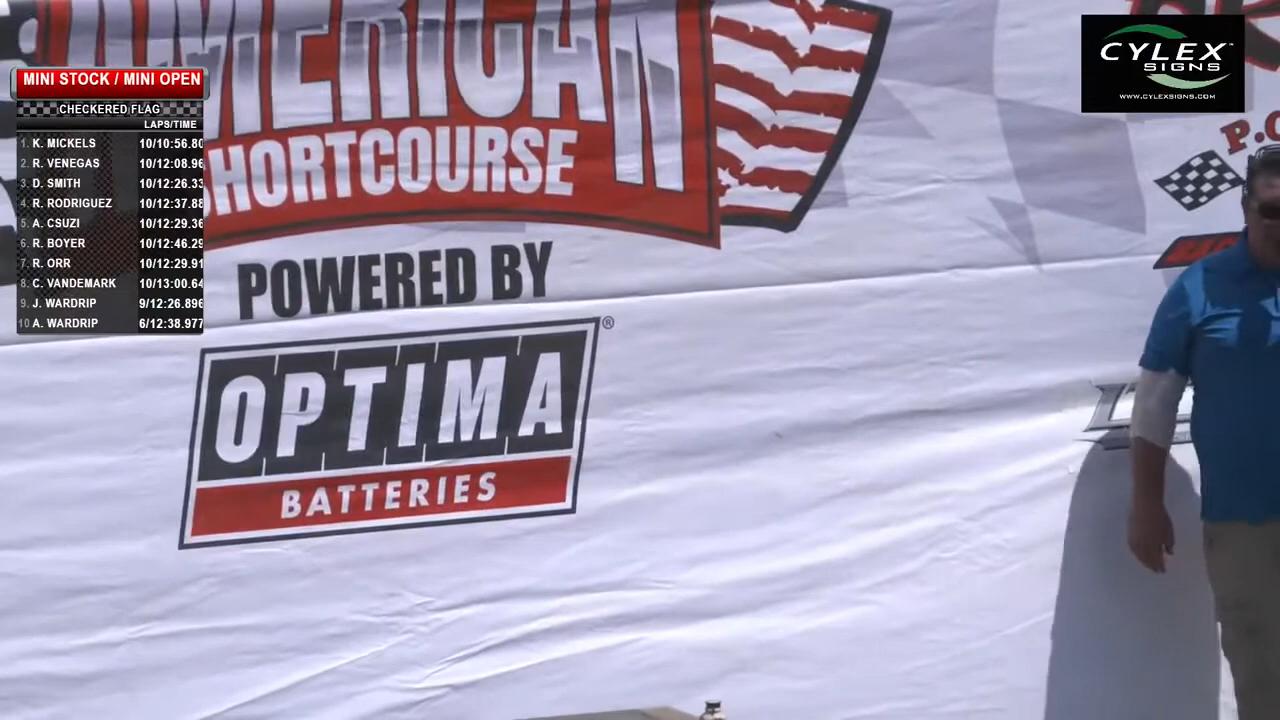 MINI STOCK / MINI OPEN
CHECKERED FLAG
LAPS/TIME
1. K. MICKELS 10/10:56.80
2. R. VENEGAS 10/12:08.96
3. D. SMITH 10/12:26.33
4. R. RODRIGUEZ 10/12:37.88
5. A. CSUZI 10/12:29.36
6. R. BOYER 10/12:46.29
7. R. ORR 10/12:29.91
8. C. VANDEMARK 10/13:00.64
9. J. WARDRIP 9/12:26.896
10 A. WARDRIP 6/12:38.977
AMERICAN
SHORTCOURSE
POWERED BY
OPTIMA®
BATTERIES
CYLEX™
SIGNS
WWW.CYLEXSIGNS.COM